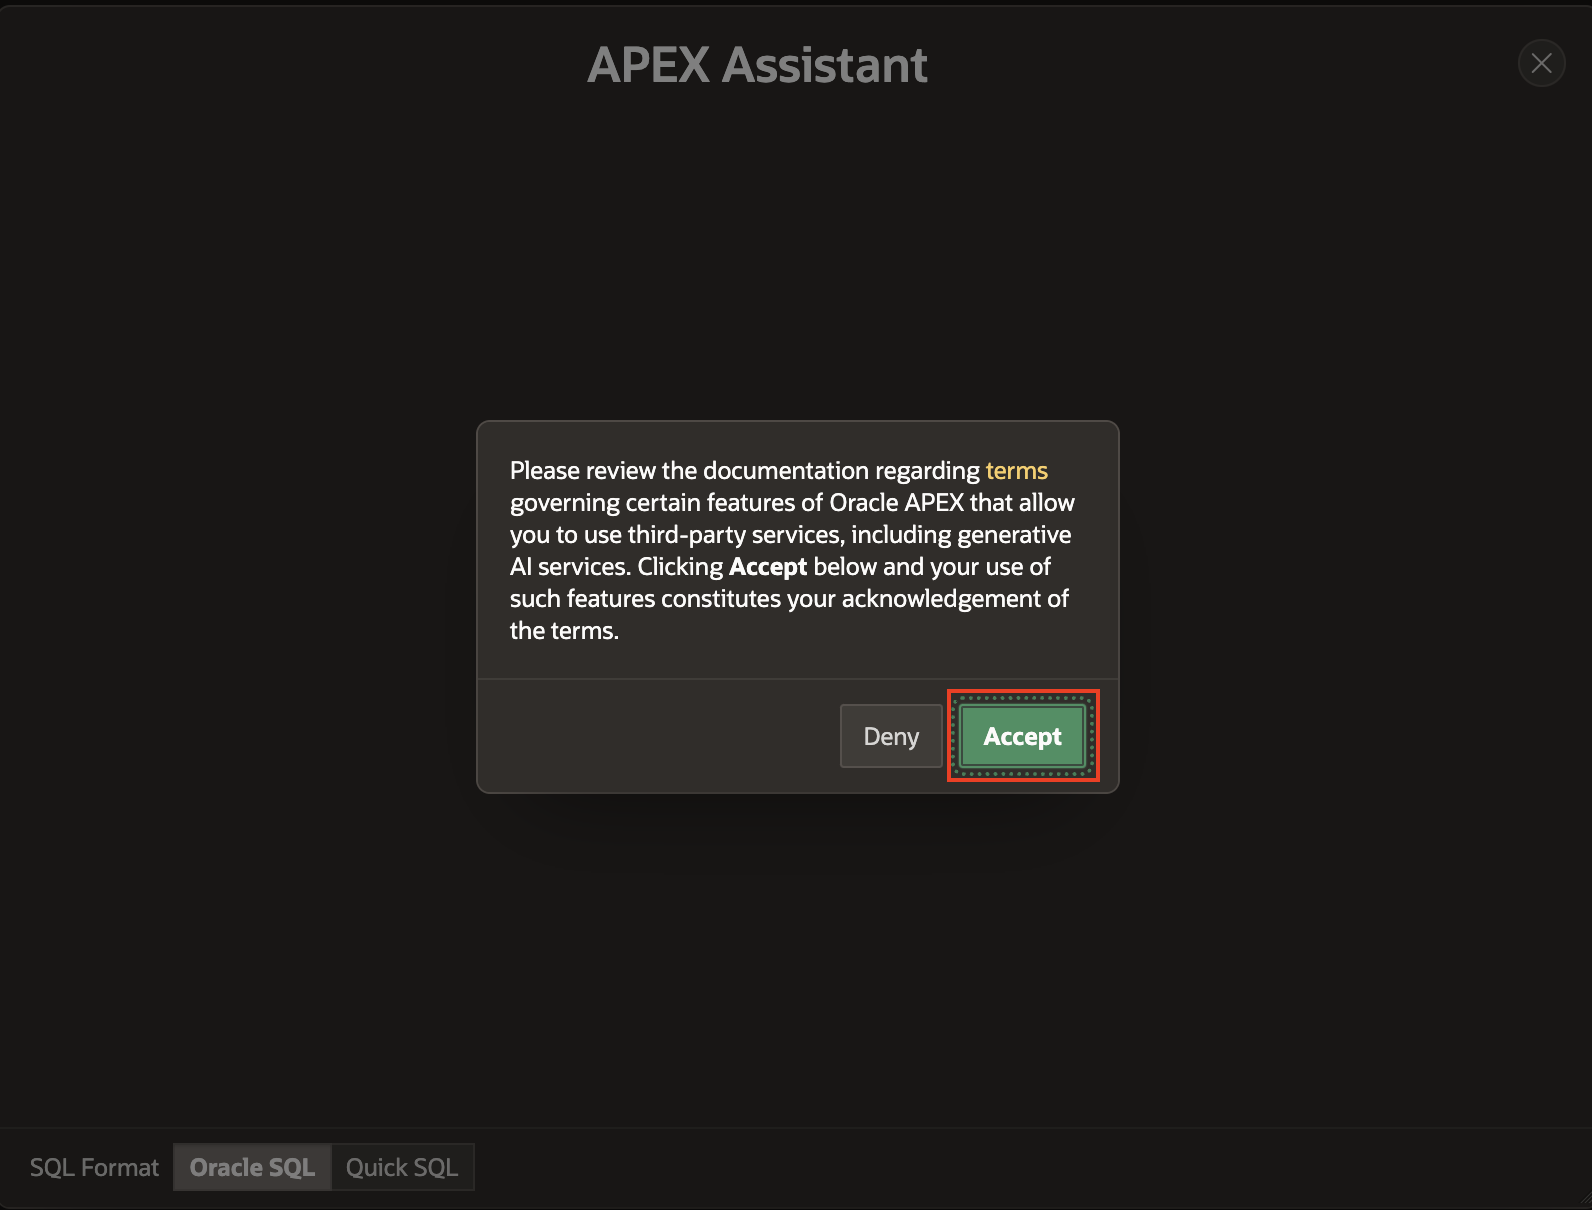 APEX Assistant
Please review the documentation regarding terms
governing certain features of Oracle APEX that allow
you to use third-party services, including generative
AI services. Clicking Accept below and your use of
such features constitutes your acknowledgement of
the terms.
Deny Accept
SQL Format Oracle SQL Quick SQL